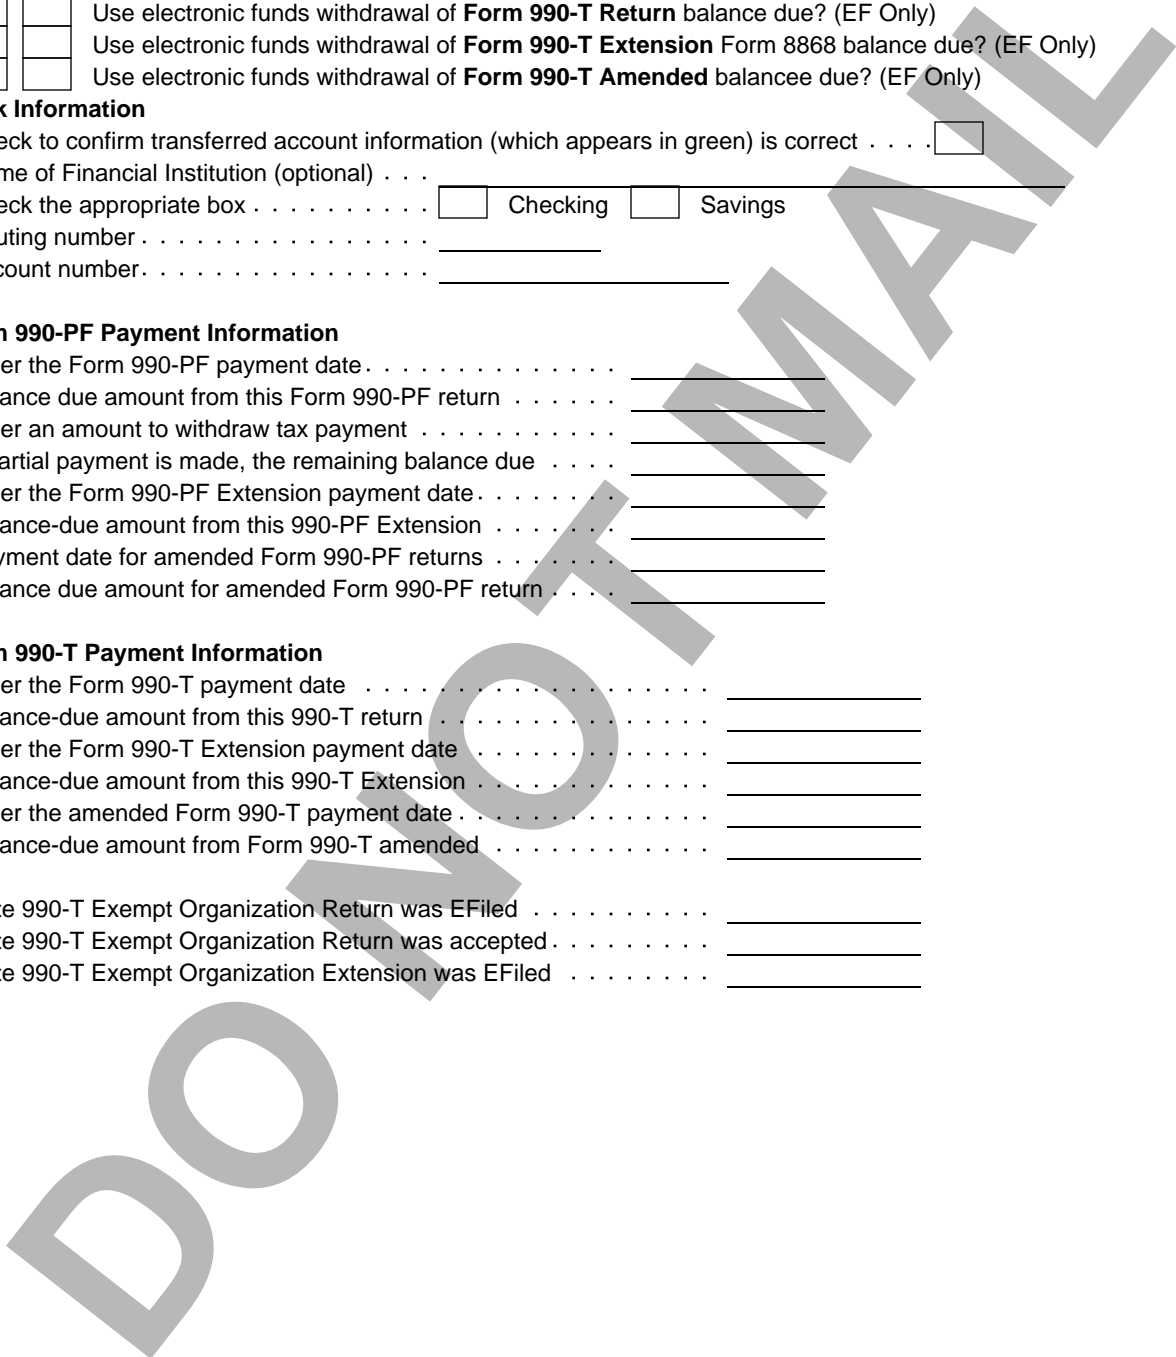 Use electronic funds withdrawal of Form 990-T Return balance due? (EF Only)
Use electronic funds withdrawal of Form 990-T Extension Form 8868 balance due? (EF Only)
Use electronic funds withdrawal of Form 990-T Amended balancee due? (EF Only)
k Information
eck to confirm transferred account information (which appears in green) is correct . . . .
me of Financial Institution (optional) . . .
eck the appropriate box . . . . . . . . . . Checking Savings
uting number . . . . . . . . . . . . . . . .
count number. . . . . . . . . . . . . . . .
n 990-PF Payment Information
er the Form 990-PF payment date. . . . . . . . . . . . . .
ance due amount from this Form 990-PF return . . . . . .
er an amount to withdraw tax payment . . . . . . . . . . .
artial payment is made, the remaining balance due . . . .
er the Form 990-PF Extension payment date. . . . . . . .
ance-due amount from this 990-PF Extension . . . . . . .
yment date for amended Form 990-PF returns . . . . . . .
ance due amount for amended Form 990-PF return . . . .
n 990-T Payment Information
er the Form 990-T payment date . . . . . . . . . . . . . . . . . . .
ance-due amount from this 990-T return . . . . . . . . . . . . . . .
er the Form 990-T Extension payment date . . . . . . . . . . . . .
ance-due amount from this 990-T Extension . . . . . . . . . . . . .
er the amended Form 990-T payment date . . . . . . . . . . . . . .
ance-due amount from Form 990-T amended . . . . . . . . . . . .
te 990-T Exempt Organization Return was EFiled . . . . . . . . . .
te 990-T Exempt Organization Return was accepted. . . . . . . . .
te 990-T Exempt Organization Extension was EFiled . . . . . . . .
DO NOT MAIL